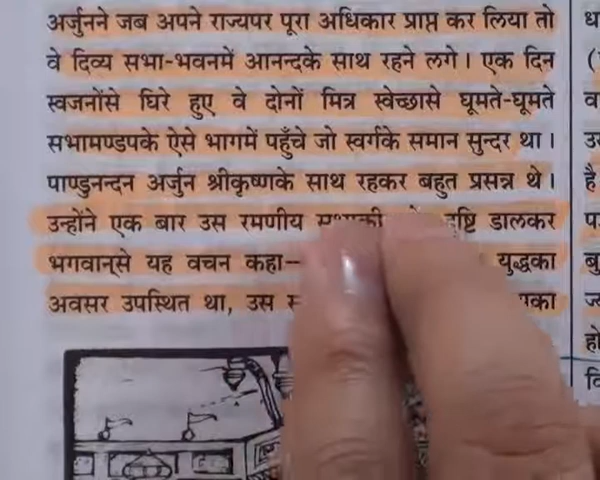 अर्जुनने जब अपने राज्यपर पूरा अधिकार प्राप्त कर लिया तो
वे दिव्य सभा-भवनमें आनन्दके साथ रहने लगे। एक दिन
स्वजनोंसे घिरे हुए वे दोनों मित्र स्वेच्छासे घूमते-घूमते
सभामण्डपके ऐसे भागमें पहुँचे जो स्वर्गके समान सुन्दर था।
पाण्डुनन्दन अर्जुन श्रीकृष्णके साथ रहकर बहुत प्रसन्न थे।
उन्होंने एक बार उस रमणीय डालकर
भगवान्‌से यह वचन कहा— युद्धका
अवसर उपस्थित था, उस